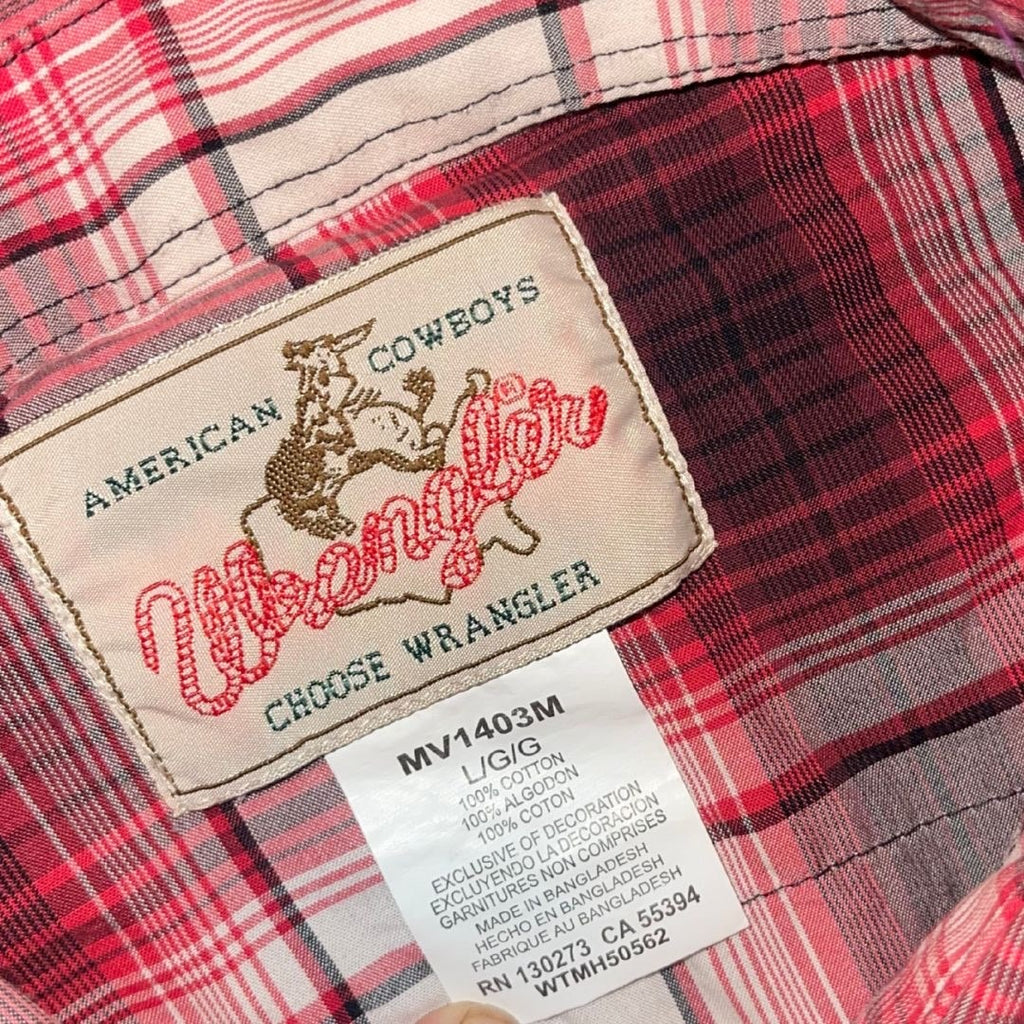 AMERICAN COWBOYS
Wrangler
CHOOSE WRANGLER
MV1403M
L/G/G
100% COTTON
100% ALGODON
100% COTON
EXCLUSIVE OF DECORATION
EXCLUYENDO LA DECORACION
GARNITURES NON COMPRISES
MADE IN BANGLADESH
HECHO EN BANGLADESH
FABRIQUE AU BANGLADESH
RN 130273 CA 55394
WTMH50562